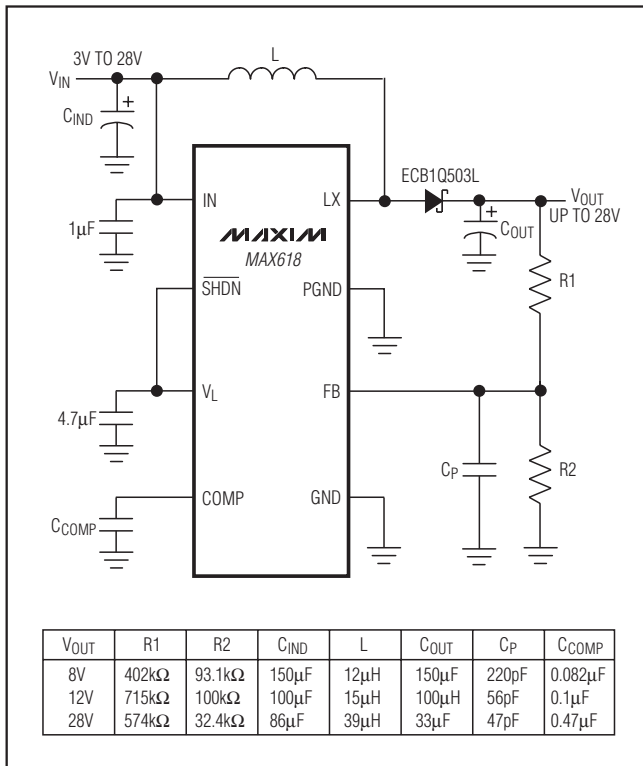 L
3V TO 28V
VIN
+
CIND
ECB1Q503L
IN
LX
VOUT
UP TO 28V
+
COUT
1µF
MAXIM
MAX618
R1
SHDN
PGND
VL
FB
4.7µF
CP
R2
COMP
GND
CCOMP
VOUT R1 R2 CIND L COUT CP CCOMP
8V 402kΩ 93.1kΩ 150µF 12µH 150µF 220pF 0.082µF
12V 715kΩ 100kΩ 100µF 15µH 100µH 56pF 0.1µF
28V 574kΩ 32.4kΩ 86µF 39µH 33µF 47pF 0.47µF